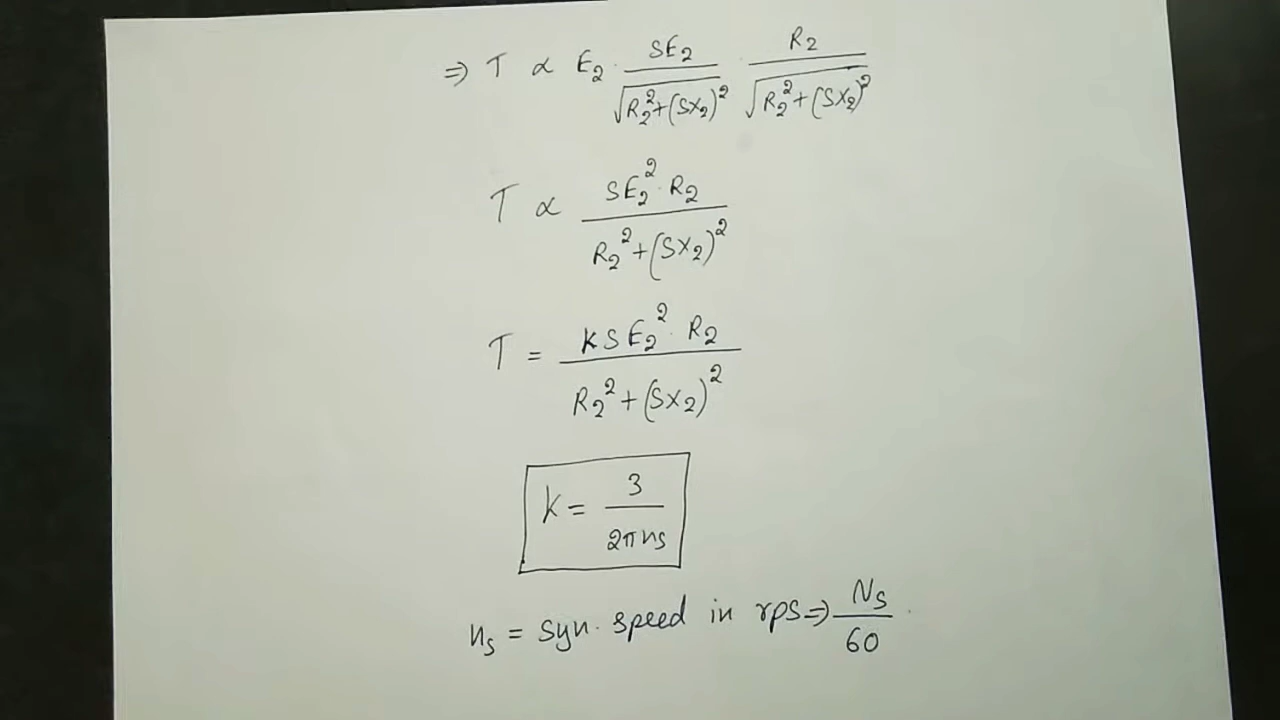 ⇒ T ∝ E₂ · SE₂/√(R₂²+(SX₂)²) · R₂/√(R₂²+(SX₂)²)
T ∝ SE₂²·R₂/(R₂²+(SX₂)²)
T = KSE₂²·R₂/(R₂²+(SX₂)²)
K = 3/(2πns)
ns = syn. speed in rps ⇒ Ns/60